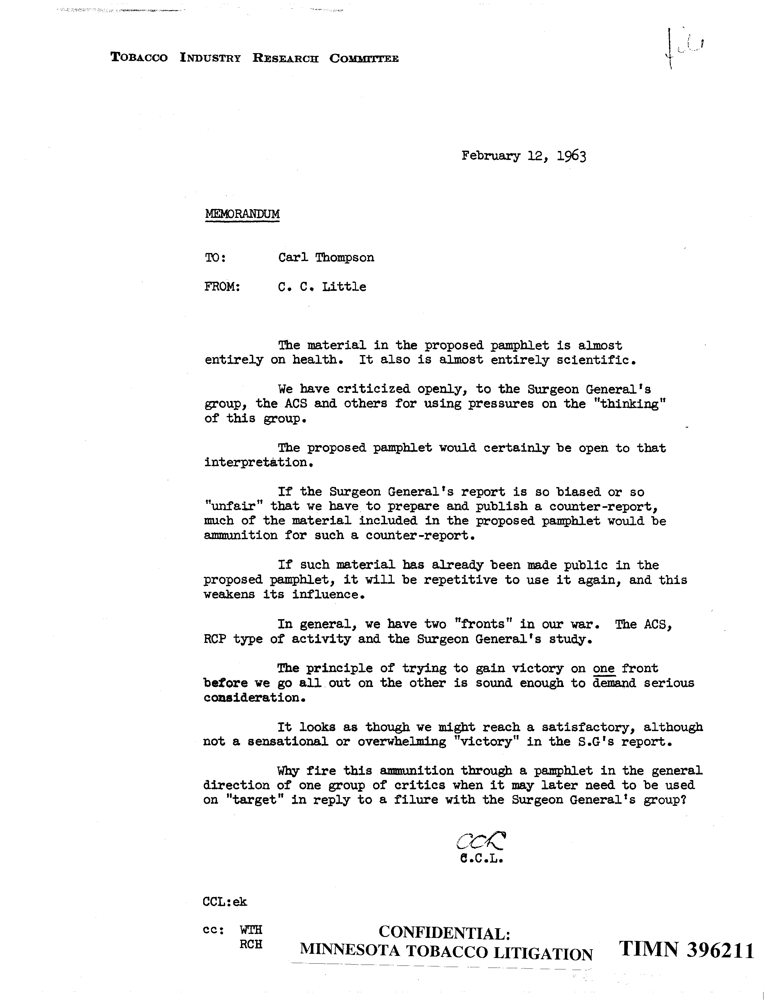 TOBACCO INDUSTRY RESEARCH COMMITTEE
file
February 12, 1963
MEMORANDUM
TO: Carl Thompson
FROM: C. C. Little
The material in the proposed pamphlet is almost
entirely on health. It also is almost entirely scientific.
We have criticized openly, to the Surgeon General's
group, the ACS and others for using pressures on the "thinking"
of this group.
The proposed pamphlet would certainly be open to that
interpretation.
If the Surgeon General's report is so biased or so
"unfair" that we have to prepare and publish a counter-report,
much of the material included in the proposed pamphlet would be
ammunition for such a counter-report.
If such material has already been made public in the
proposed pamphlet, it will be repetitive to use it again, and this
weakens its influence.
In general, we have two "fronts" in our war. The ACS,
RCP type of activity and the Surgeon General's study.
The principle of trying to gain victory on one front
before we go all out on the other is sound enough to demand serious
consideration.
It looks as though we might reach a satisfactory, although
not a sensational or overwhelming "victory" in the S.G's report.
Why fire this ammunition through a pamphlet in the general
direction of one group of critics when it may later need to be used
on "target" in reply to a filure with the Surgeon General's group?
CCL
C.C.L.
CCL:ek
cc: WTH
RCH
CONFIDENTIAL:
MINNESOTA TOBACCO LITIGATION
TIMN 396211